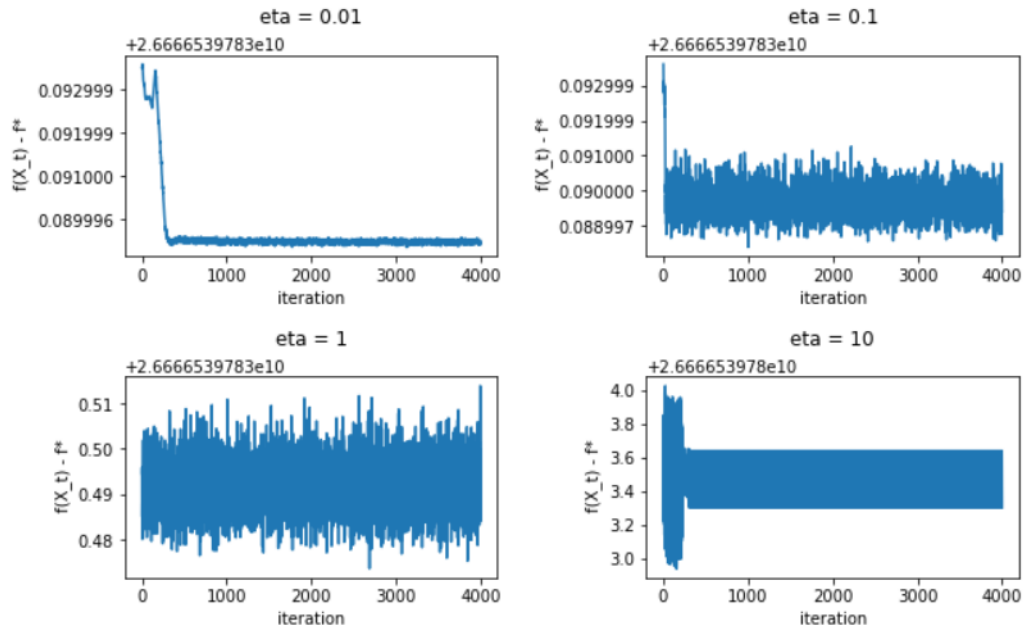 eta = 0.01
+2.6666539783e10
0.092999
0.091999
0.091000
0.089996
f(X_t) - f*
0 1000 2000 3000 4000
iteration
eta = 0.1
+2.6666539783e10
0.092999
0.091999
0.091000
0.090000
0.088997
f(X_t) - f*
0 1000 2000 3000 4000
iteration
eta = 1
+2.6666539783e10
0.51
0.50
0.49
0.48
f(X_t) - f*
0 1000 2000 3000 4000
iteration
eta = 10
+2.666653978e10
4.0
3.8
3.6
3.4
3.2
3.0
f(X_t) - f*
0 1000 2000 3000 4000
iteration